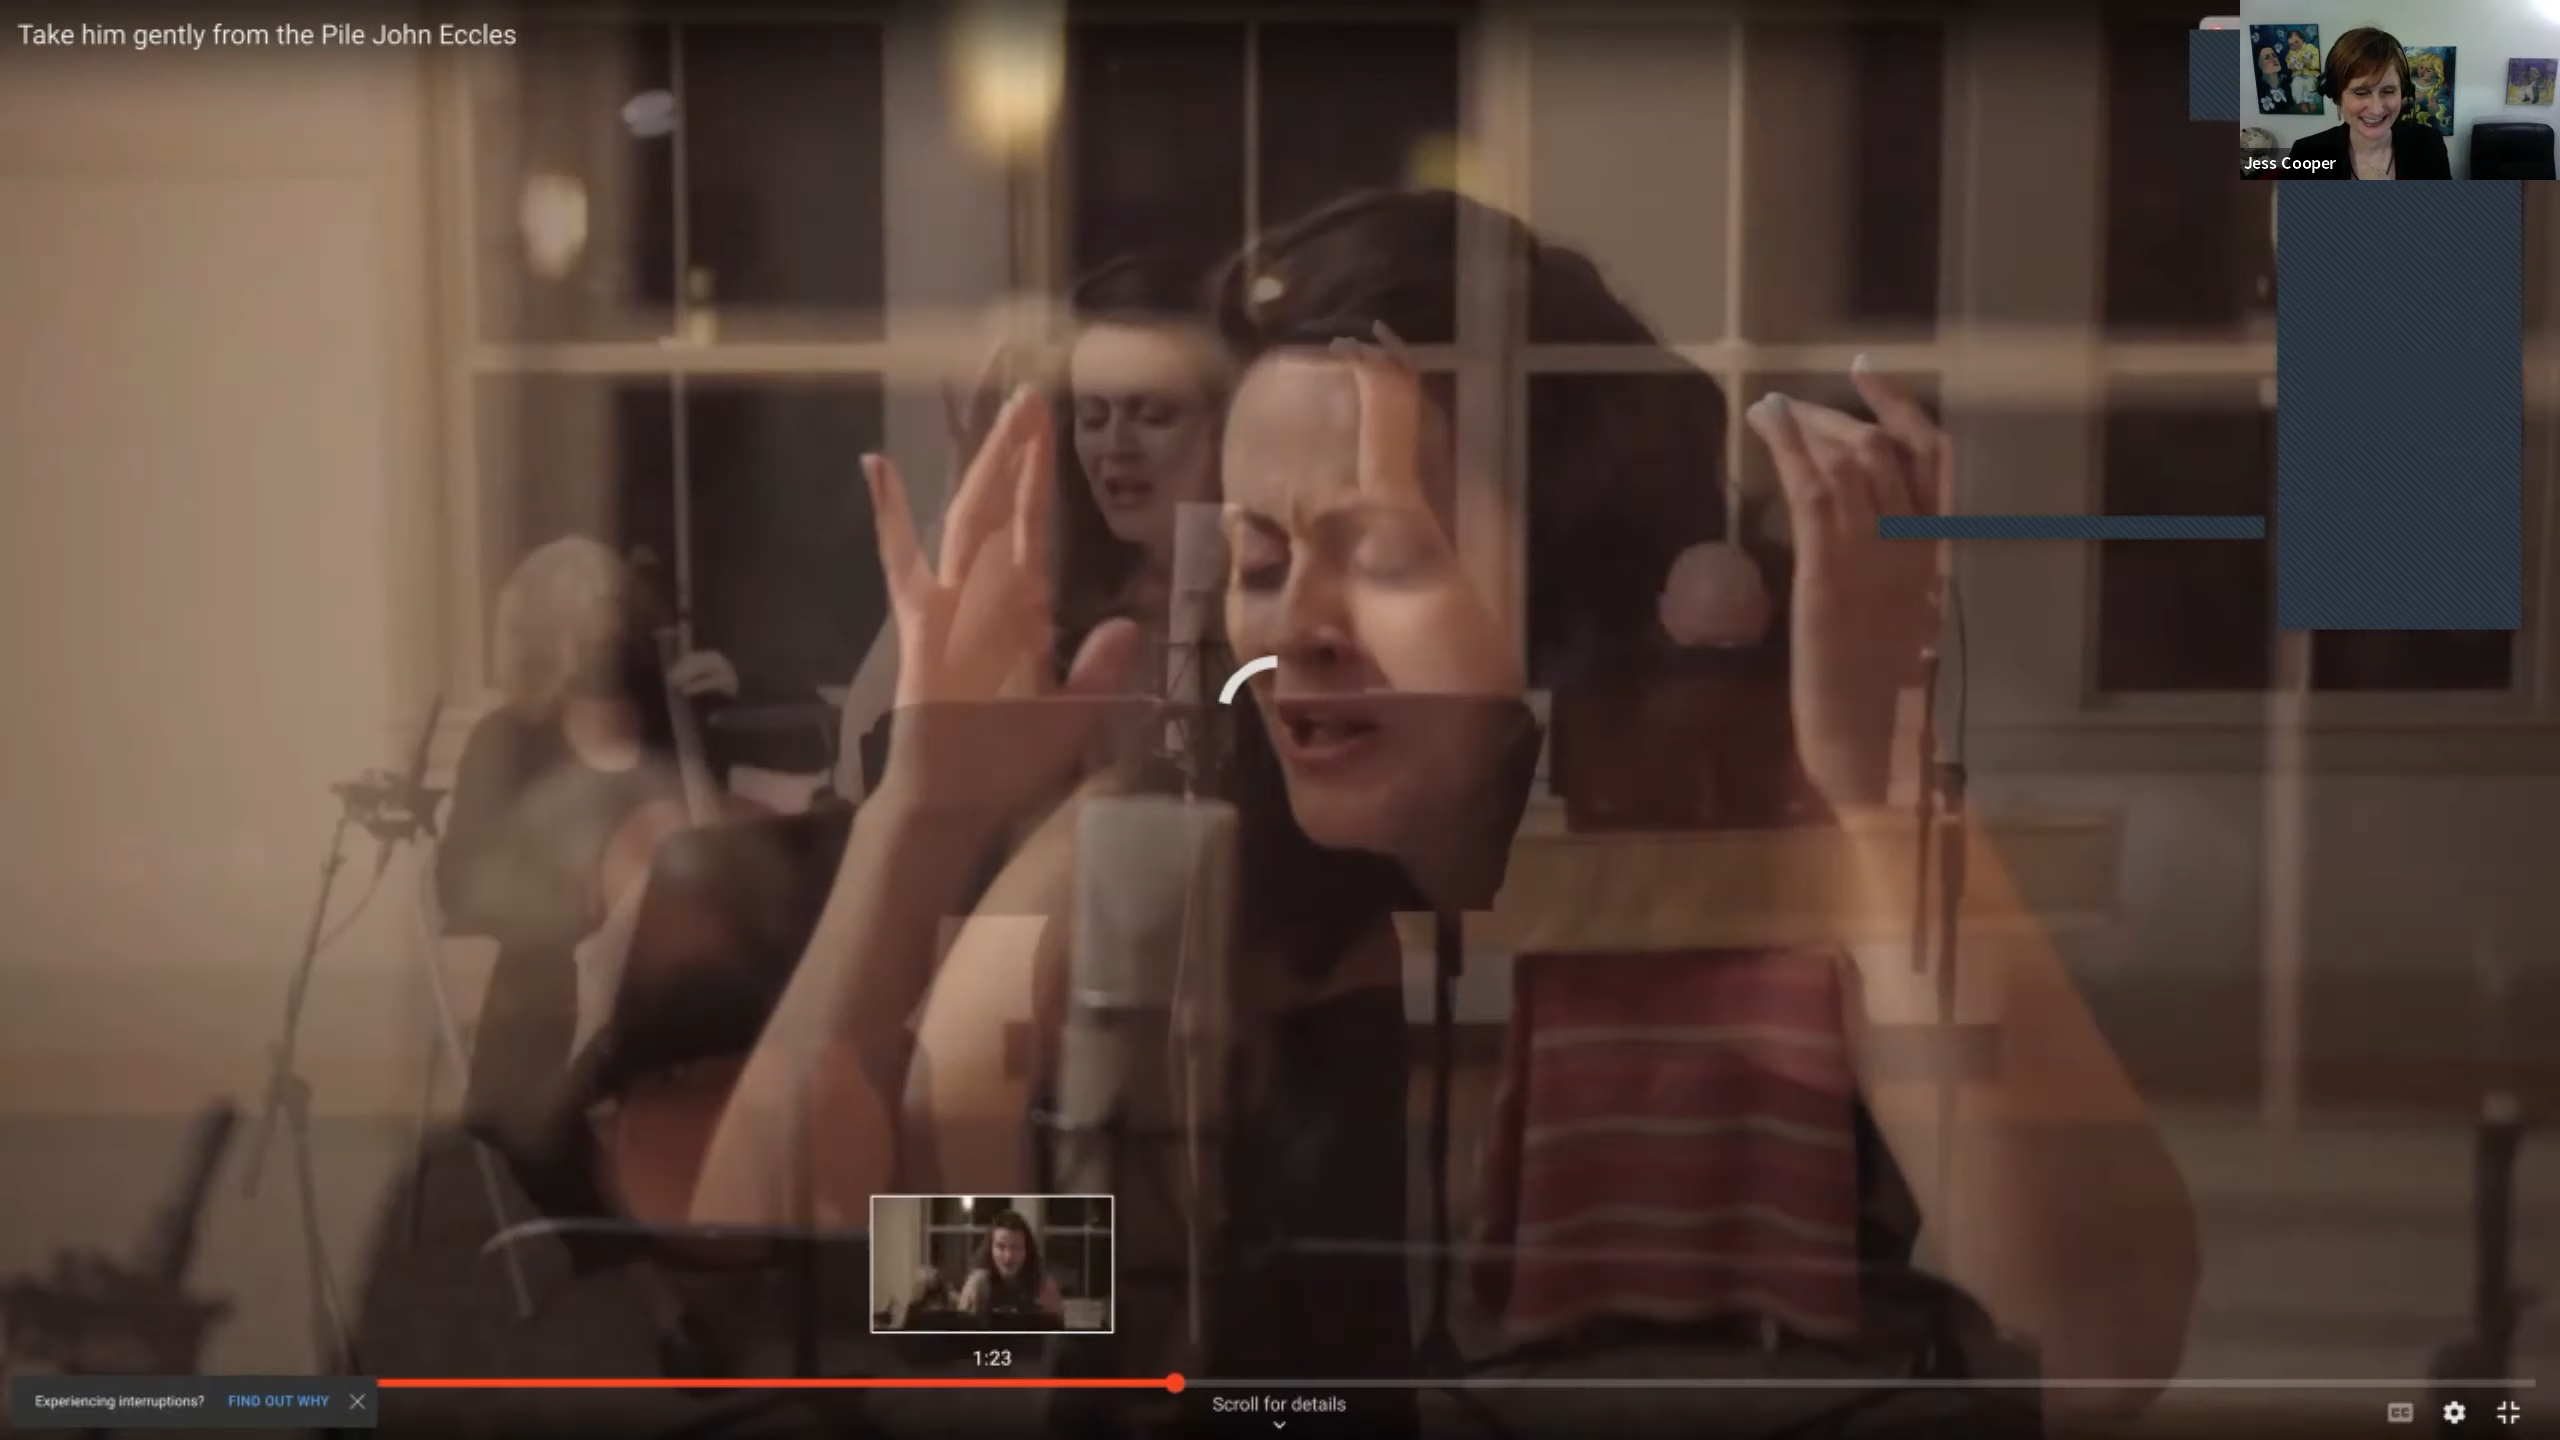 Take him gently from the Pile John Eccles
Jess Cooper
1:23
Experiencing interruptions? FIND OUT WHY
Scroll for details
CC